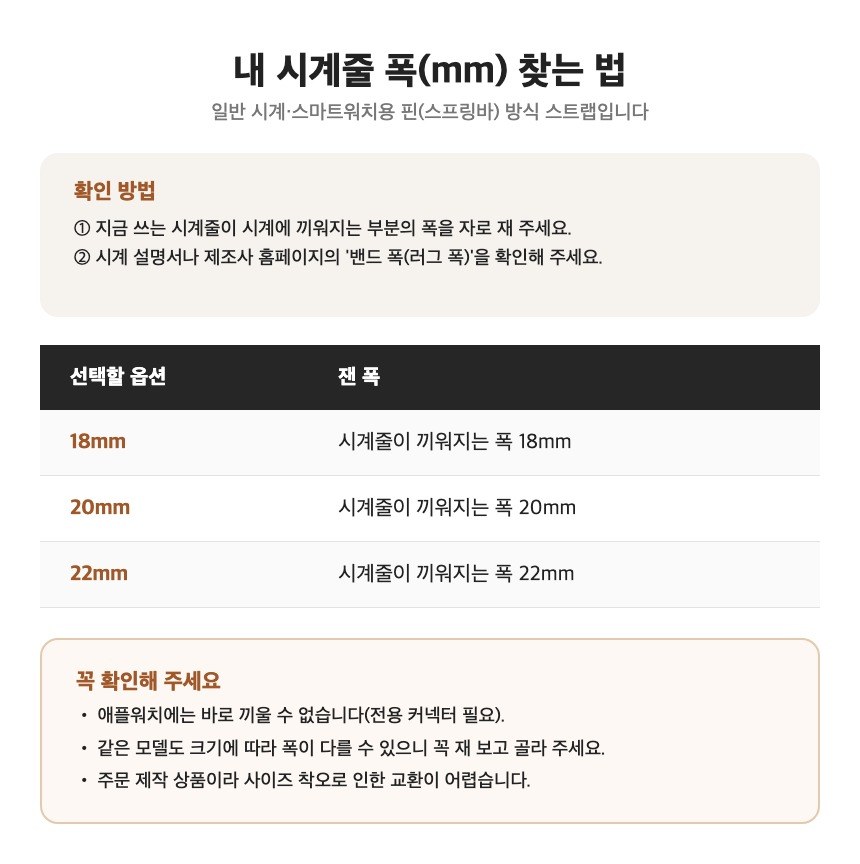 내 시계줄 폭(mm) 찾는 법
일반 시계·스마트워치용 핀(스프링바) 방식 스트랩입니다
확인 방법
① 지금 쓰는 시계줄이 시계에 끼워지는 부분의 폭을 자로 재 주세요.
② 시계 설명서나 제조사 홈페이지의 '밴드 폭(러그 폭)'을 확인해 주세요.
선택할 옵션 잰 폭
18mm 시계줄이 끼워지는 폭 18mm
20mm 시계줄이 끼워지는 폭 20mm
22mm 시계줄이 끼워지는 폭 22mm
꼭 확인해 주세요
• 애플워치에는 바로 끼울 수 없습니다(전용 커넥터 필요).
• 같은 모델도 크기에 따라 폭이 다를 수 있으니 꼭 재 보고 골라 주세요.
• 주문 제작 상품이라 사이즈 착오로 인한 교환이 어렵습니다.